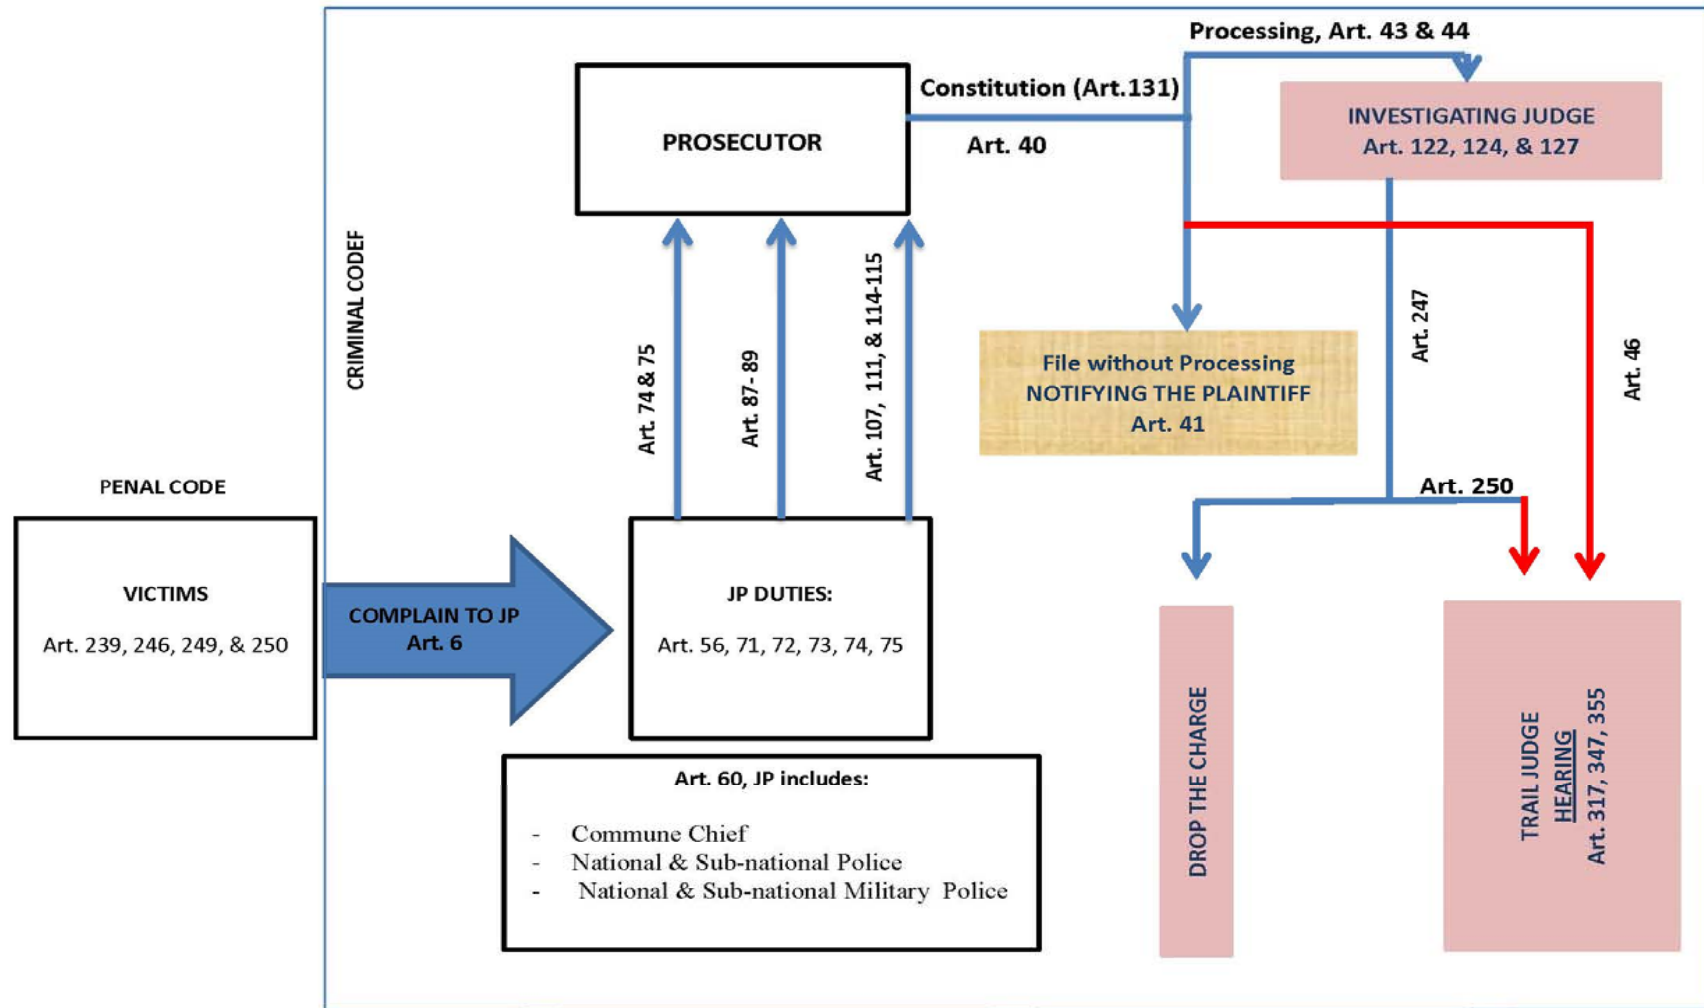 Processing, Art. 43 & 44
Constitution (Art.131)
Art. 40
PROSECUTOR
INVESTIGATING JUDGE
Art. 122, 124, & 127
CRIMINAL CODEF
Art. 74 & 75
Art. 87- 89
Art. 107, 111, & 114-115
File without Processing
NOTIFYING THE PLAINTIFF
Art. 41
Art. 247
Art. 46
Art. 250
PENAL CODE
VICTIMS
Art. 239, 246, 249, & 250
COMPLAIN TO JP
Art. 6
JP DUTIES:
Art. 56, 71, 72, 73, 74, 75
Art. 60, JP includes:
- Commune Chief
- National & Sub-national Police
- National & Sub-national Military Police
DROP THE CHARGE
TRAIL JUDGE
HEARING
Art. 317, 347, 355